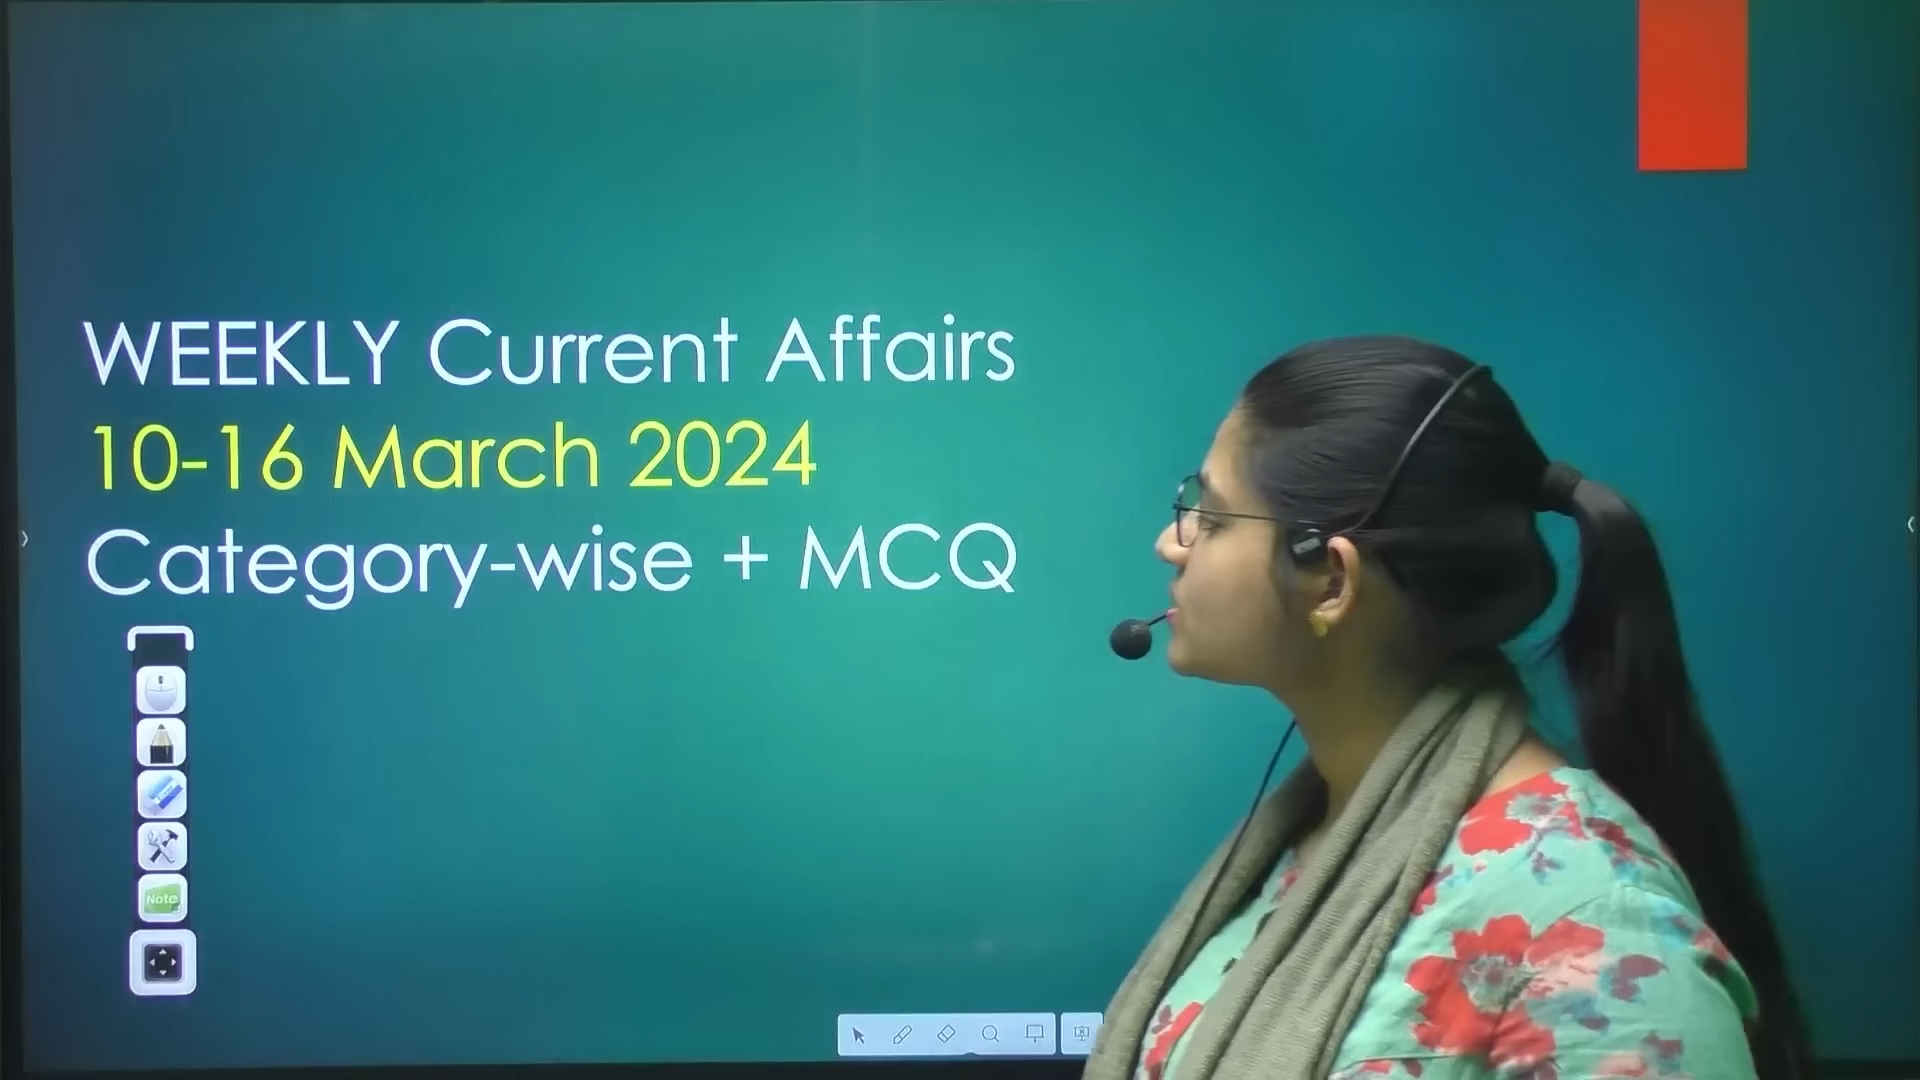 WEEKLY Current Affairs
10-16 March 2024
Category-wise + MCQ
Note